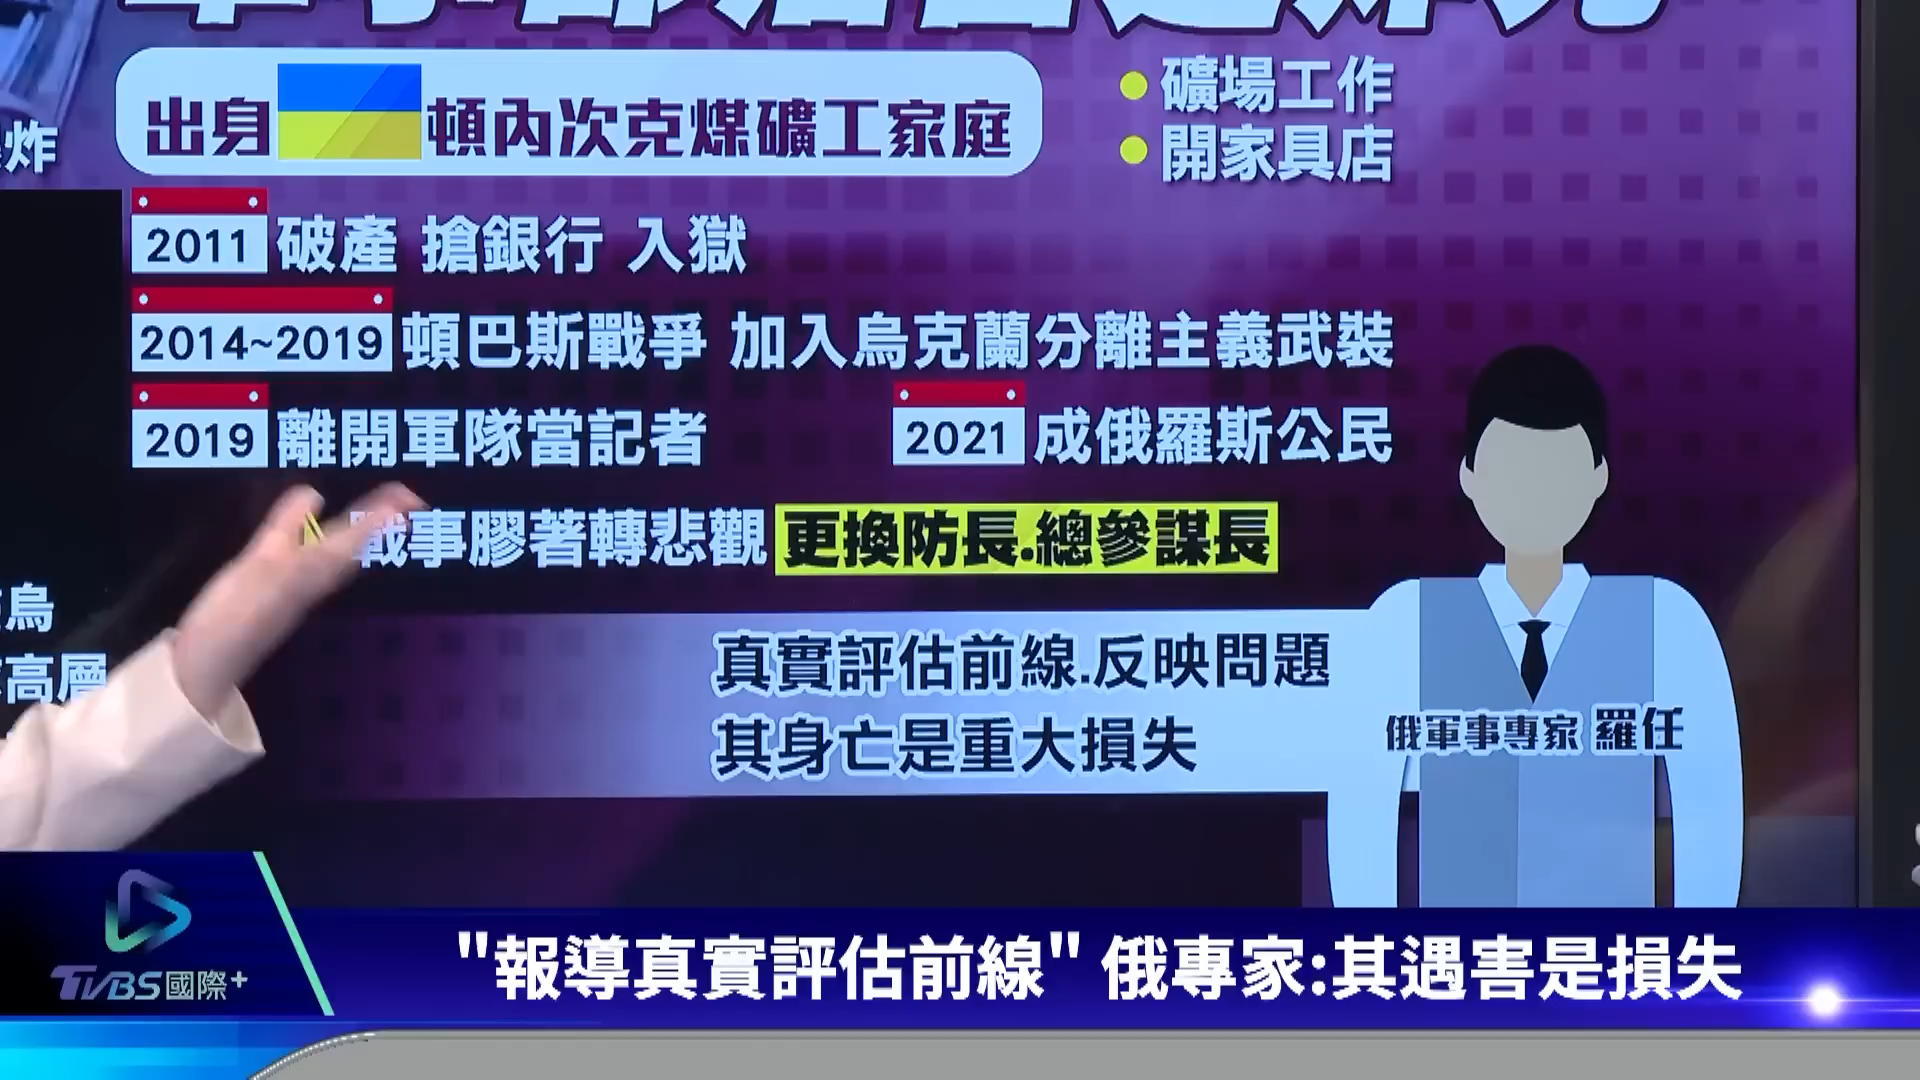 出身 頓內次克煤礦工家庭
礦場工作
開家具店
炸
2011 破產 搶銀行 入獄
2014~2019 頓巴斯戰爭 加入烏克蘭分離主義武裝
2019 離開軍隊當記者
2021 成俄羅斯公民
戰事膠著轉悲觀 更換防長.總參謀長
烏
高層
真實評估前線.反映問題
其身亡是重大損失
俄軍事專家 羅任
TVBS國際+
"報導真實評估前線" 俄專家:其遇害是損失